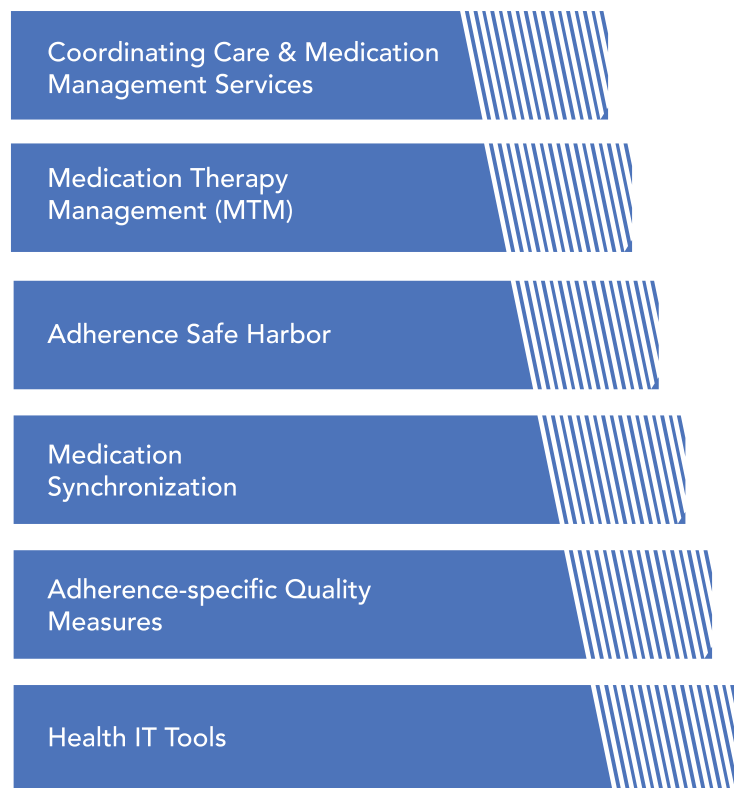 Coordinating Care & Medication
Management Services
Medication Therapy
Management (MTM)
Adherence Safe Harbor
Medication
Synchronization
Adherence-specific Quality
Measures
Health IT Tools